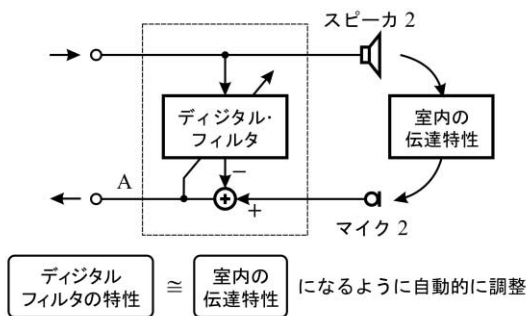 スピーカ 2
ディジタル・
フィルタ
室内の
伝達特性
A
−
+
+
マイク 2
ディジタル
フィルタの特性
≅
室内の
伝達特性
になるように自動的に調整